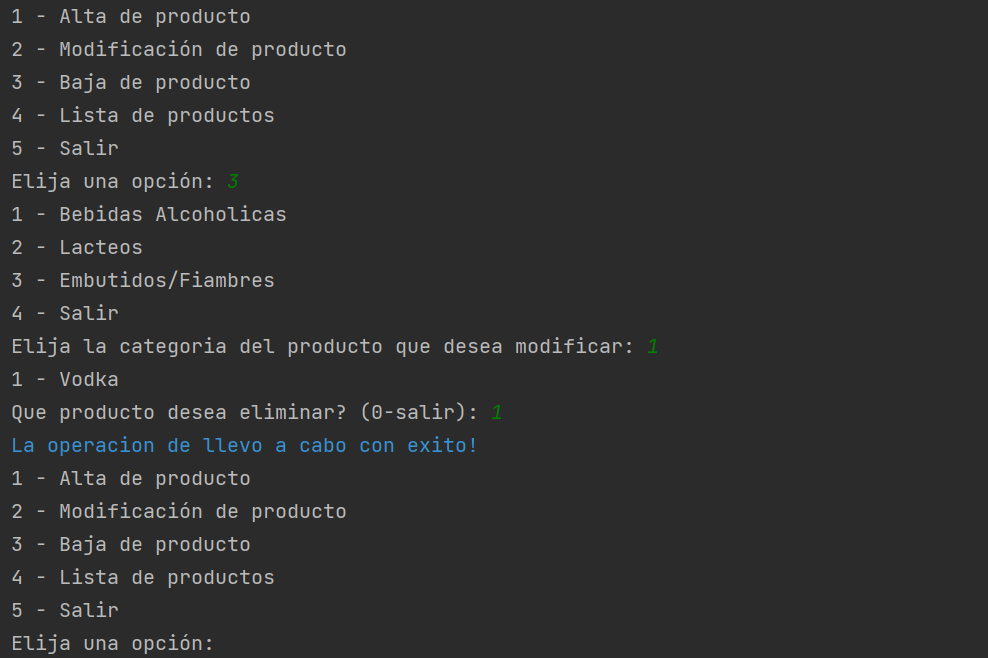 1 - Alta de producto
2 - Modificación de producto
3 - Baja de producto
4 - Lista de productos
5 - Salir
Elija una opción: 3
1 - Bebidas Alcoholicas
2 - Lacteos
3 - Embutidos/Fiambres
4 - Salir
Elija la categoria del producto que desea modificar: 1
1 - Vodka
Que producto desea eliminar? (0-salir): 1
La operacion de llevo a cabo con exito!
1 - Alta de producto
2 - Modificación de producto
3 - Baja de producto
4 - Lista de productos
5 - Salir
Elija una opción: